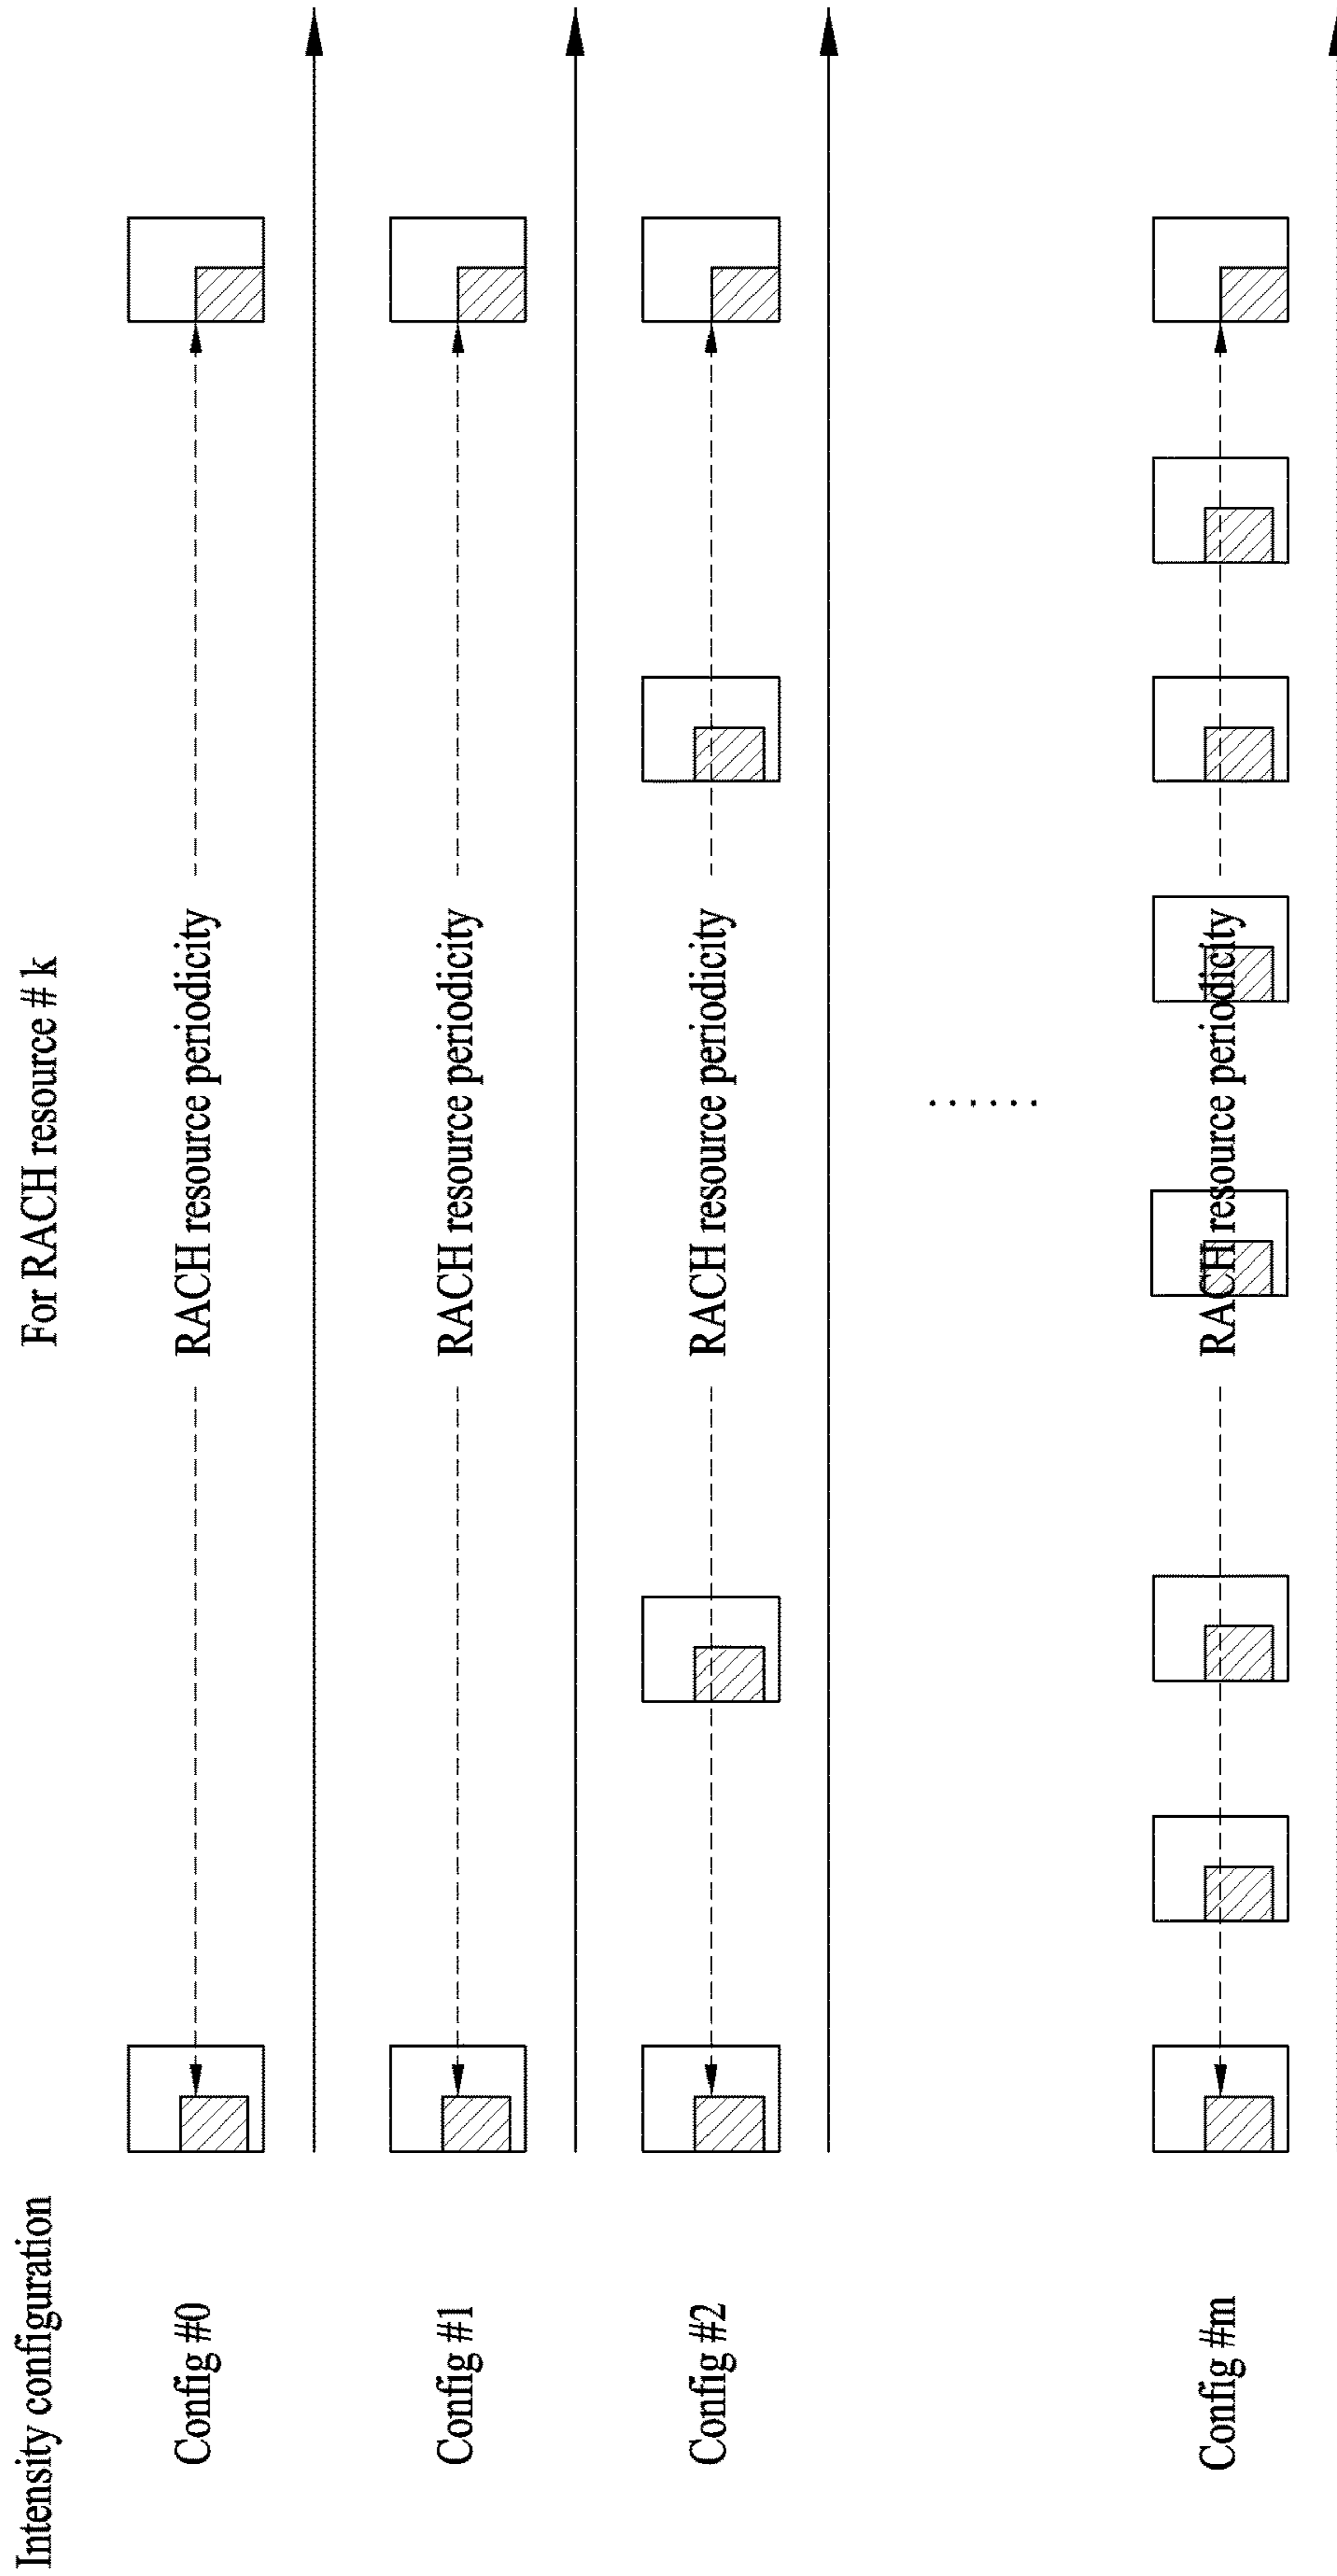 Intensity configuration
For RACH resource # k
Config #0
RACH resource periodicity
Config #1
RACH resource periodicity
Config #2
RACH resource periodicity
......
Config #m
RACH resource periodicity